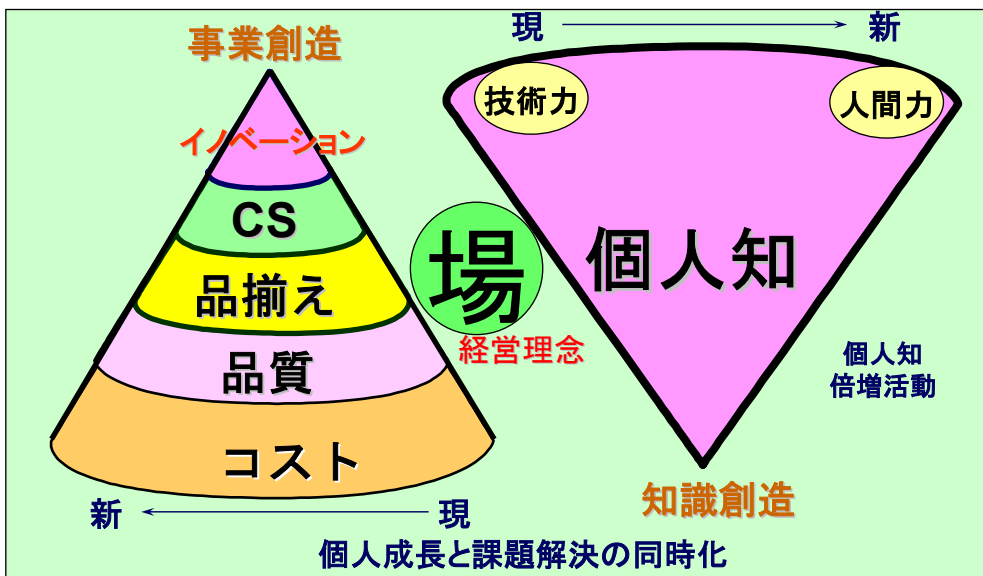 事業創造
イノベーション
CS
品揃え
品質
コスト
新
現
場
経営理念
現
新
技術力
人間力
個人知
個人知
倍増活動
知識創造
個人成長と課題解決の同時化